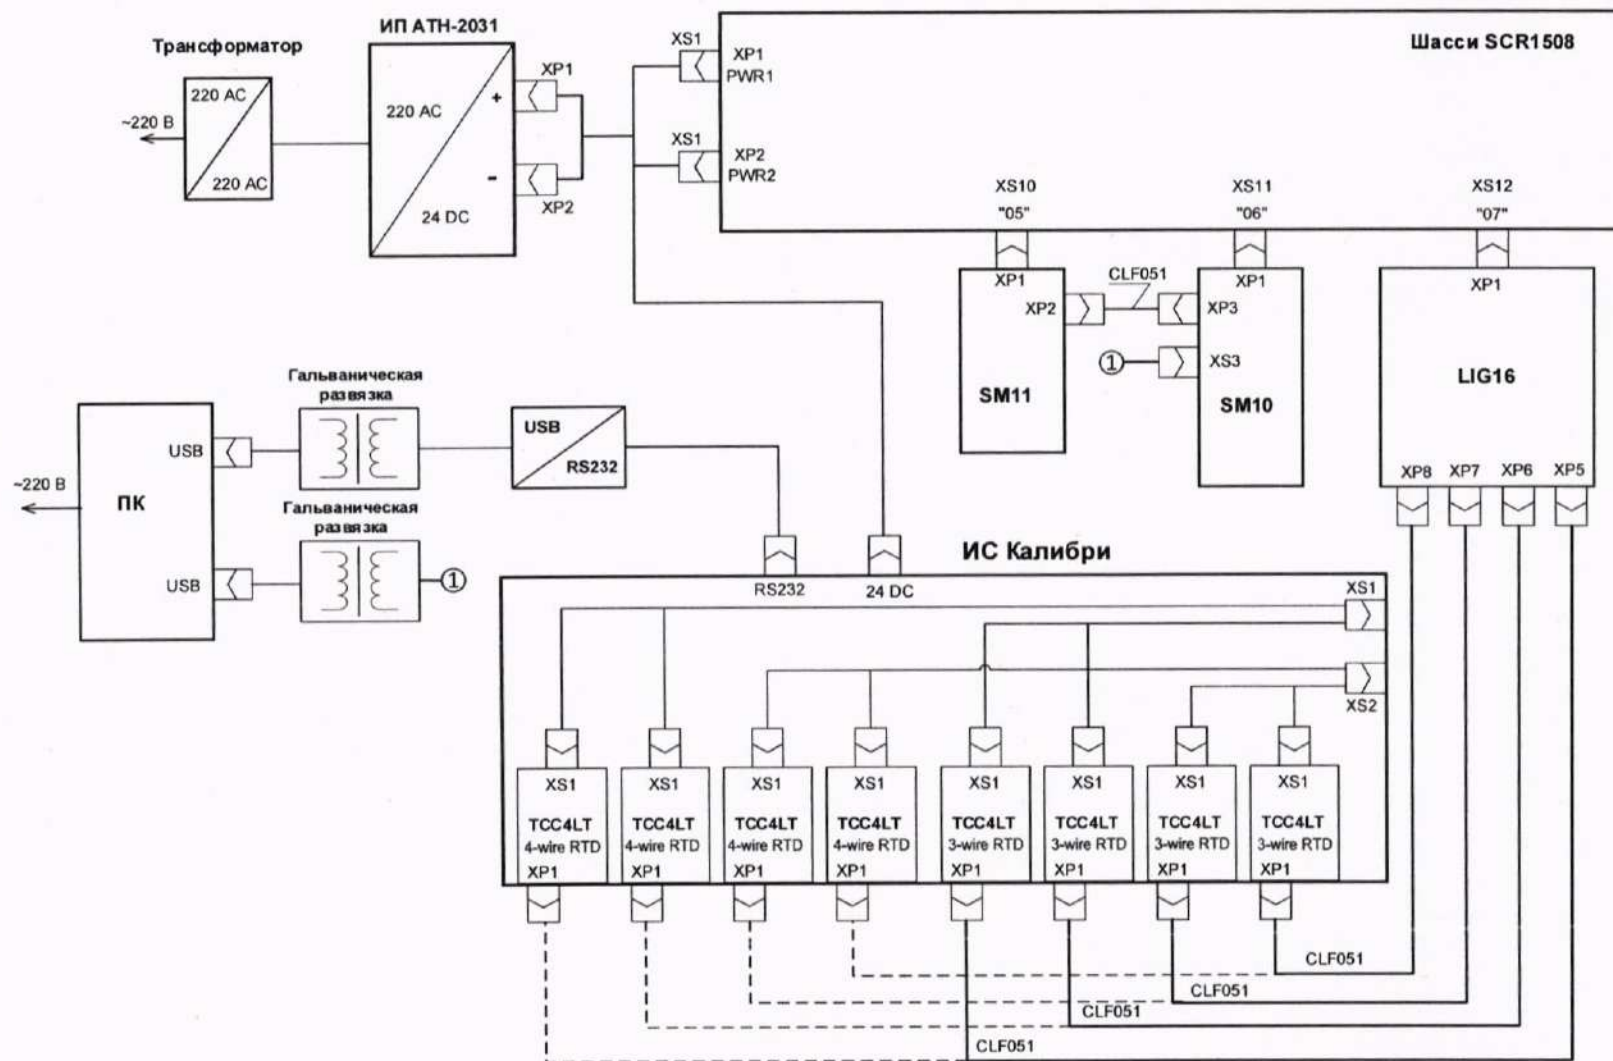 Трансформатор
220 AC
220 AC
~220 В
ИП АТН-2031
220 AC
24 DC
+
-
XP1
XP2
XS1
XP1
PWR1
XS1
XP2
PWR2
Шасси SCR1508
XS10
"05"
XS11
"06"
XS12
"07"
XP1
XP2
SM11
CLF051
XP1
XP3
XS3
1
SM10
XP1
LIG16
XP8
XP7
XP6
XP5
~220 В
ПК
USB
USB
Гальваническая
развязка
Гальваническая
развязка
1
USB
RS232
ИС Калибри
RS232
24 DC
XS1
XS2
XS1
TCC4LT
4-wire RTD
XP1
XS1
TCC4LT
4-wire RTD
XP1
XS1
TCC4LT
4-wire RTD
XP1
XS1
TCC4LT
4-wire RTD
XP1
XS1
TCC4LT
3-wire RTD
XP1
XS1
TCC4LT
3-wire RTD
XP1
XS1
TCC4LT
3-wire RTD
XP1
XS1
TCC4LT
3-wire RTD
XP1
CLF051
CLF051
CLF051
CLF051